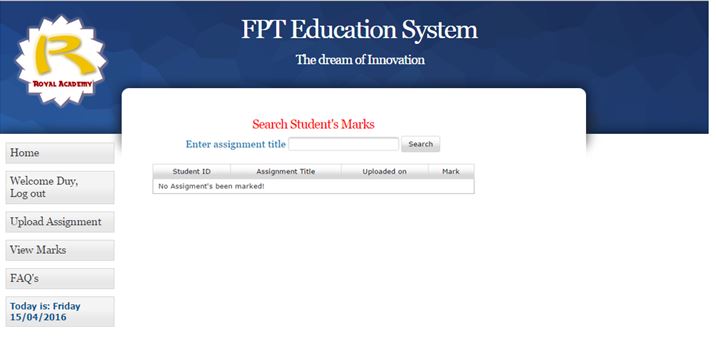 FPT Education System
The dream of Innovation
R
ROYAL ACADEMY
Home
Welcome Duy,
Log out
Upload Assignment
View Marks
FAQ's
Today is: Friday
15/04/2016
Search Student's Marks
Enter assignment title Search
Student ID Assignment Title Uploaded on Mark
No Assigment's been marked!